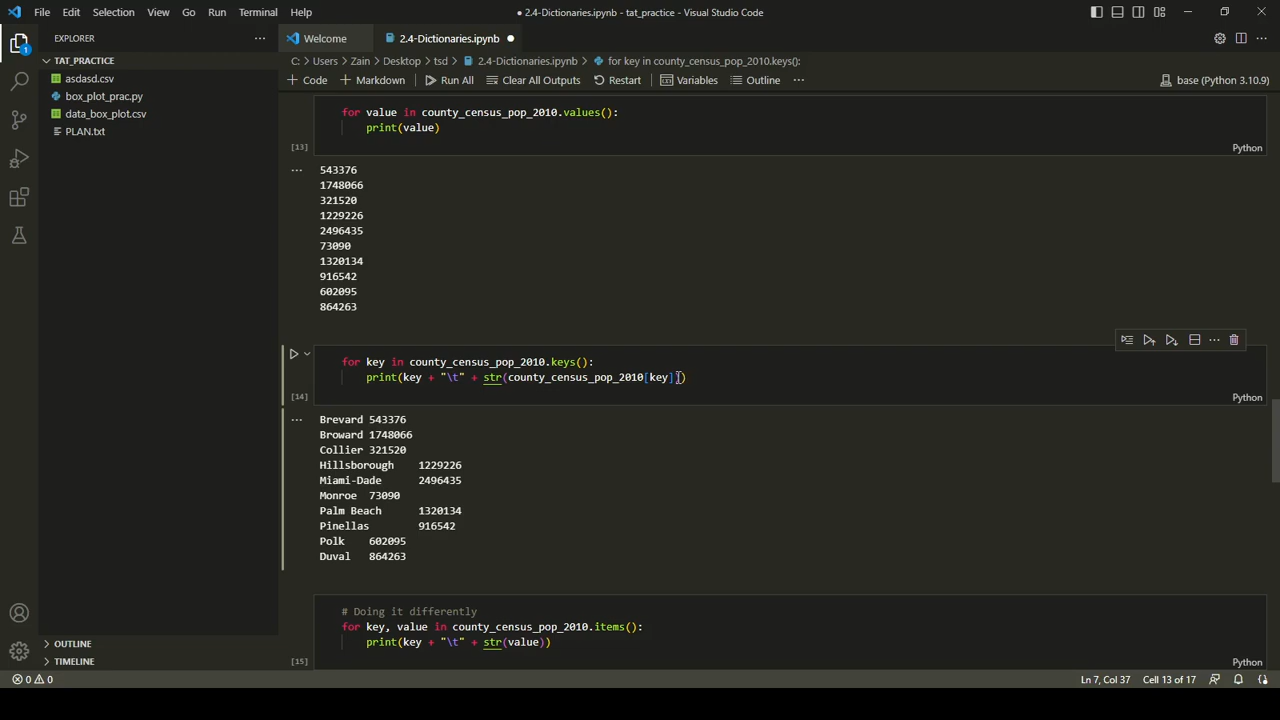 File Edit Selection View Go Run Terminal Help
● 2.4-Dictionaries.ipynb - tat_practice - Visual Studio Code
EXPLORER
Welcome
2.4-Dictionaries.ipynb
TAT_PRACTICE
C: > Users > Zain > Desktop > tsd > 2.4-Dictionaries.ipynb > for key in county_census_pop_2010.keys():
asdasd.csv
box_plot_prac.py
data_box_plot.csv
PLAN.txt
+ Code + Markdown Run All Clear All Outputs Restart Variables Outline ...
base (Python 3.10.9)
for value in county_census_pop_2010.values():
print(value)
[13]
Python
543376
1748066
321520
1229226
2496435
73090
1320134
916542
602095
864263
for key in county_census_pop_2010.keys():
print(key + "\t" + str(county_census_pop_2010[key]))
[14]
Python
Brevard 543376
Broward 1748066
Collier 321520
Hillsborough 1229226
Miami-Dade 2496435
Monroe 73090
Palm Beach 1320134
Pinellas 916542
Polk 602095
Duval 864263
# Doing it differently
for key, value in county_census_pop_2010.items():
print(key + "\t" + str(value))
[15]
Python
OUTLINE
TIMELINE
0 0
Ln 7, Col 37 Cell 13 of 17